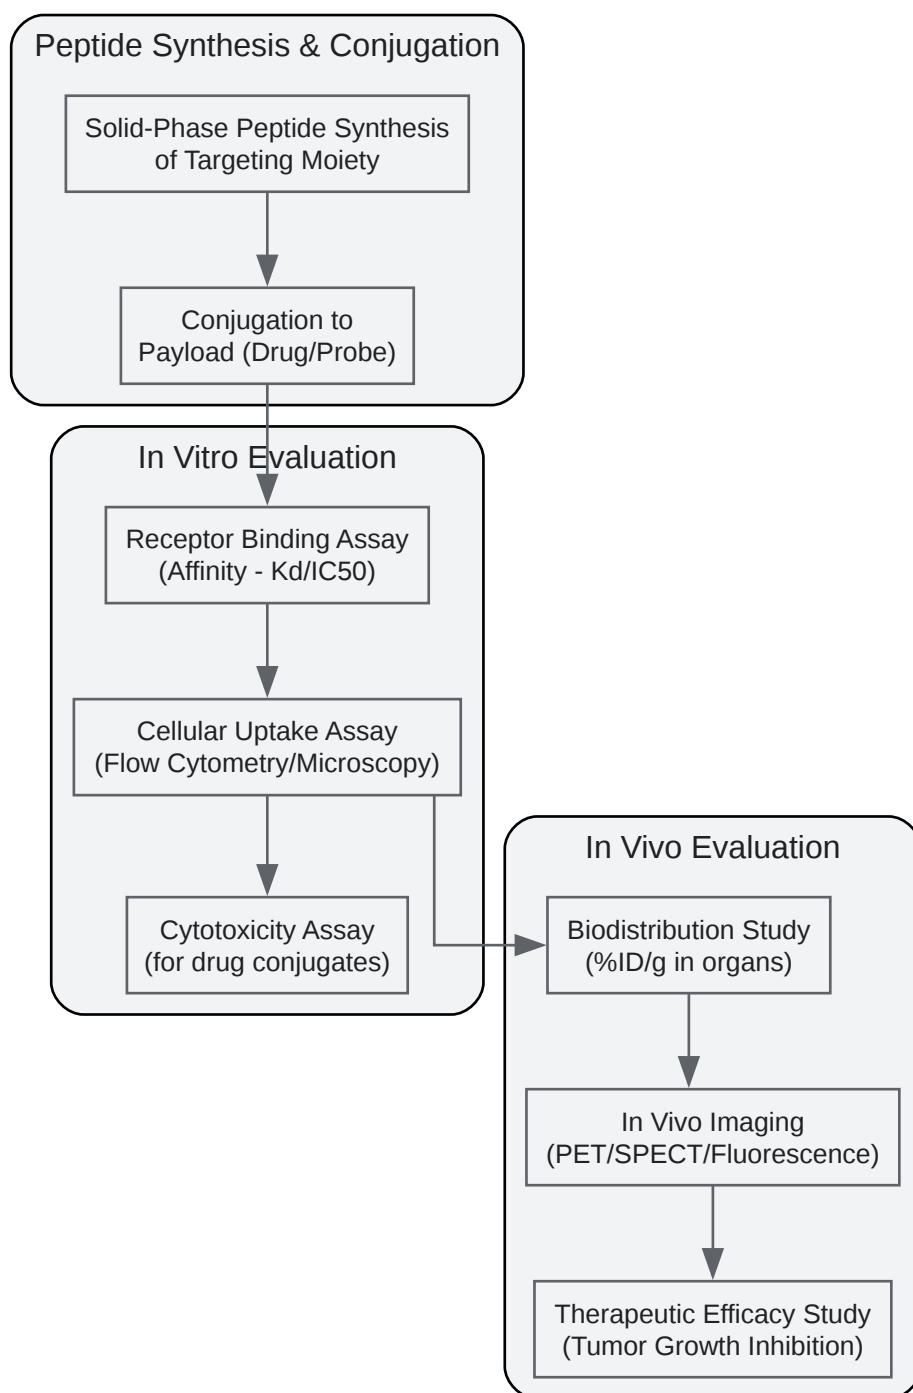 Peptide Synthesis & Conjugation
Solid-Phase Peptide Synthesis
of Targeting Moiety
Conjugation to
Payload (Drug/Probe)
In Vitro Evaluation
Receptor Binding Assay
(Affinity - Kd/IC50)
Cellular Uptake Assay
(Flow Cytometry/Microscopy)
Cytotoxicity Assay
(for drug conjugates)
In Vivo Evaluation
Biodistribution Study
(%ID/g in organs)
In Vivo Imaging
(PET/SPECT/Fluorescence)
Therapeutic Efficacy Study
(Tumor Growth Inhibition)